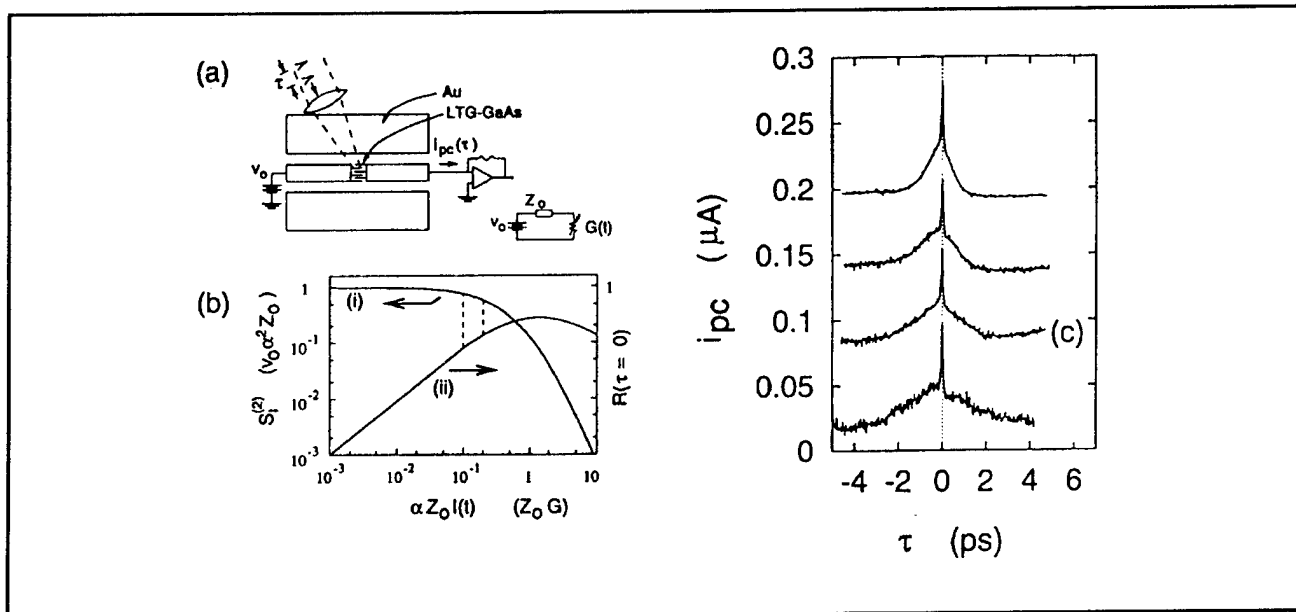 (a)
τ
Au
LTG-GaAs
i_pc(τ)
v_o
Z_o
v_o
G(t)
(b)
S_i^(2) (v_o α^2 Z_o)
1
10^-1
10^-2
10^-3
(i)
(ii)
1
R(τ = 0)
10^-3
10^-2
10^-1
1
10
α Z_o I(t) (Z_o G)
i_pc (μA)
0.3
0.25
0.2
0.15
0.1
0.05
0
(c)
-4 -2 0 2 4 6
τ (ps)